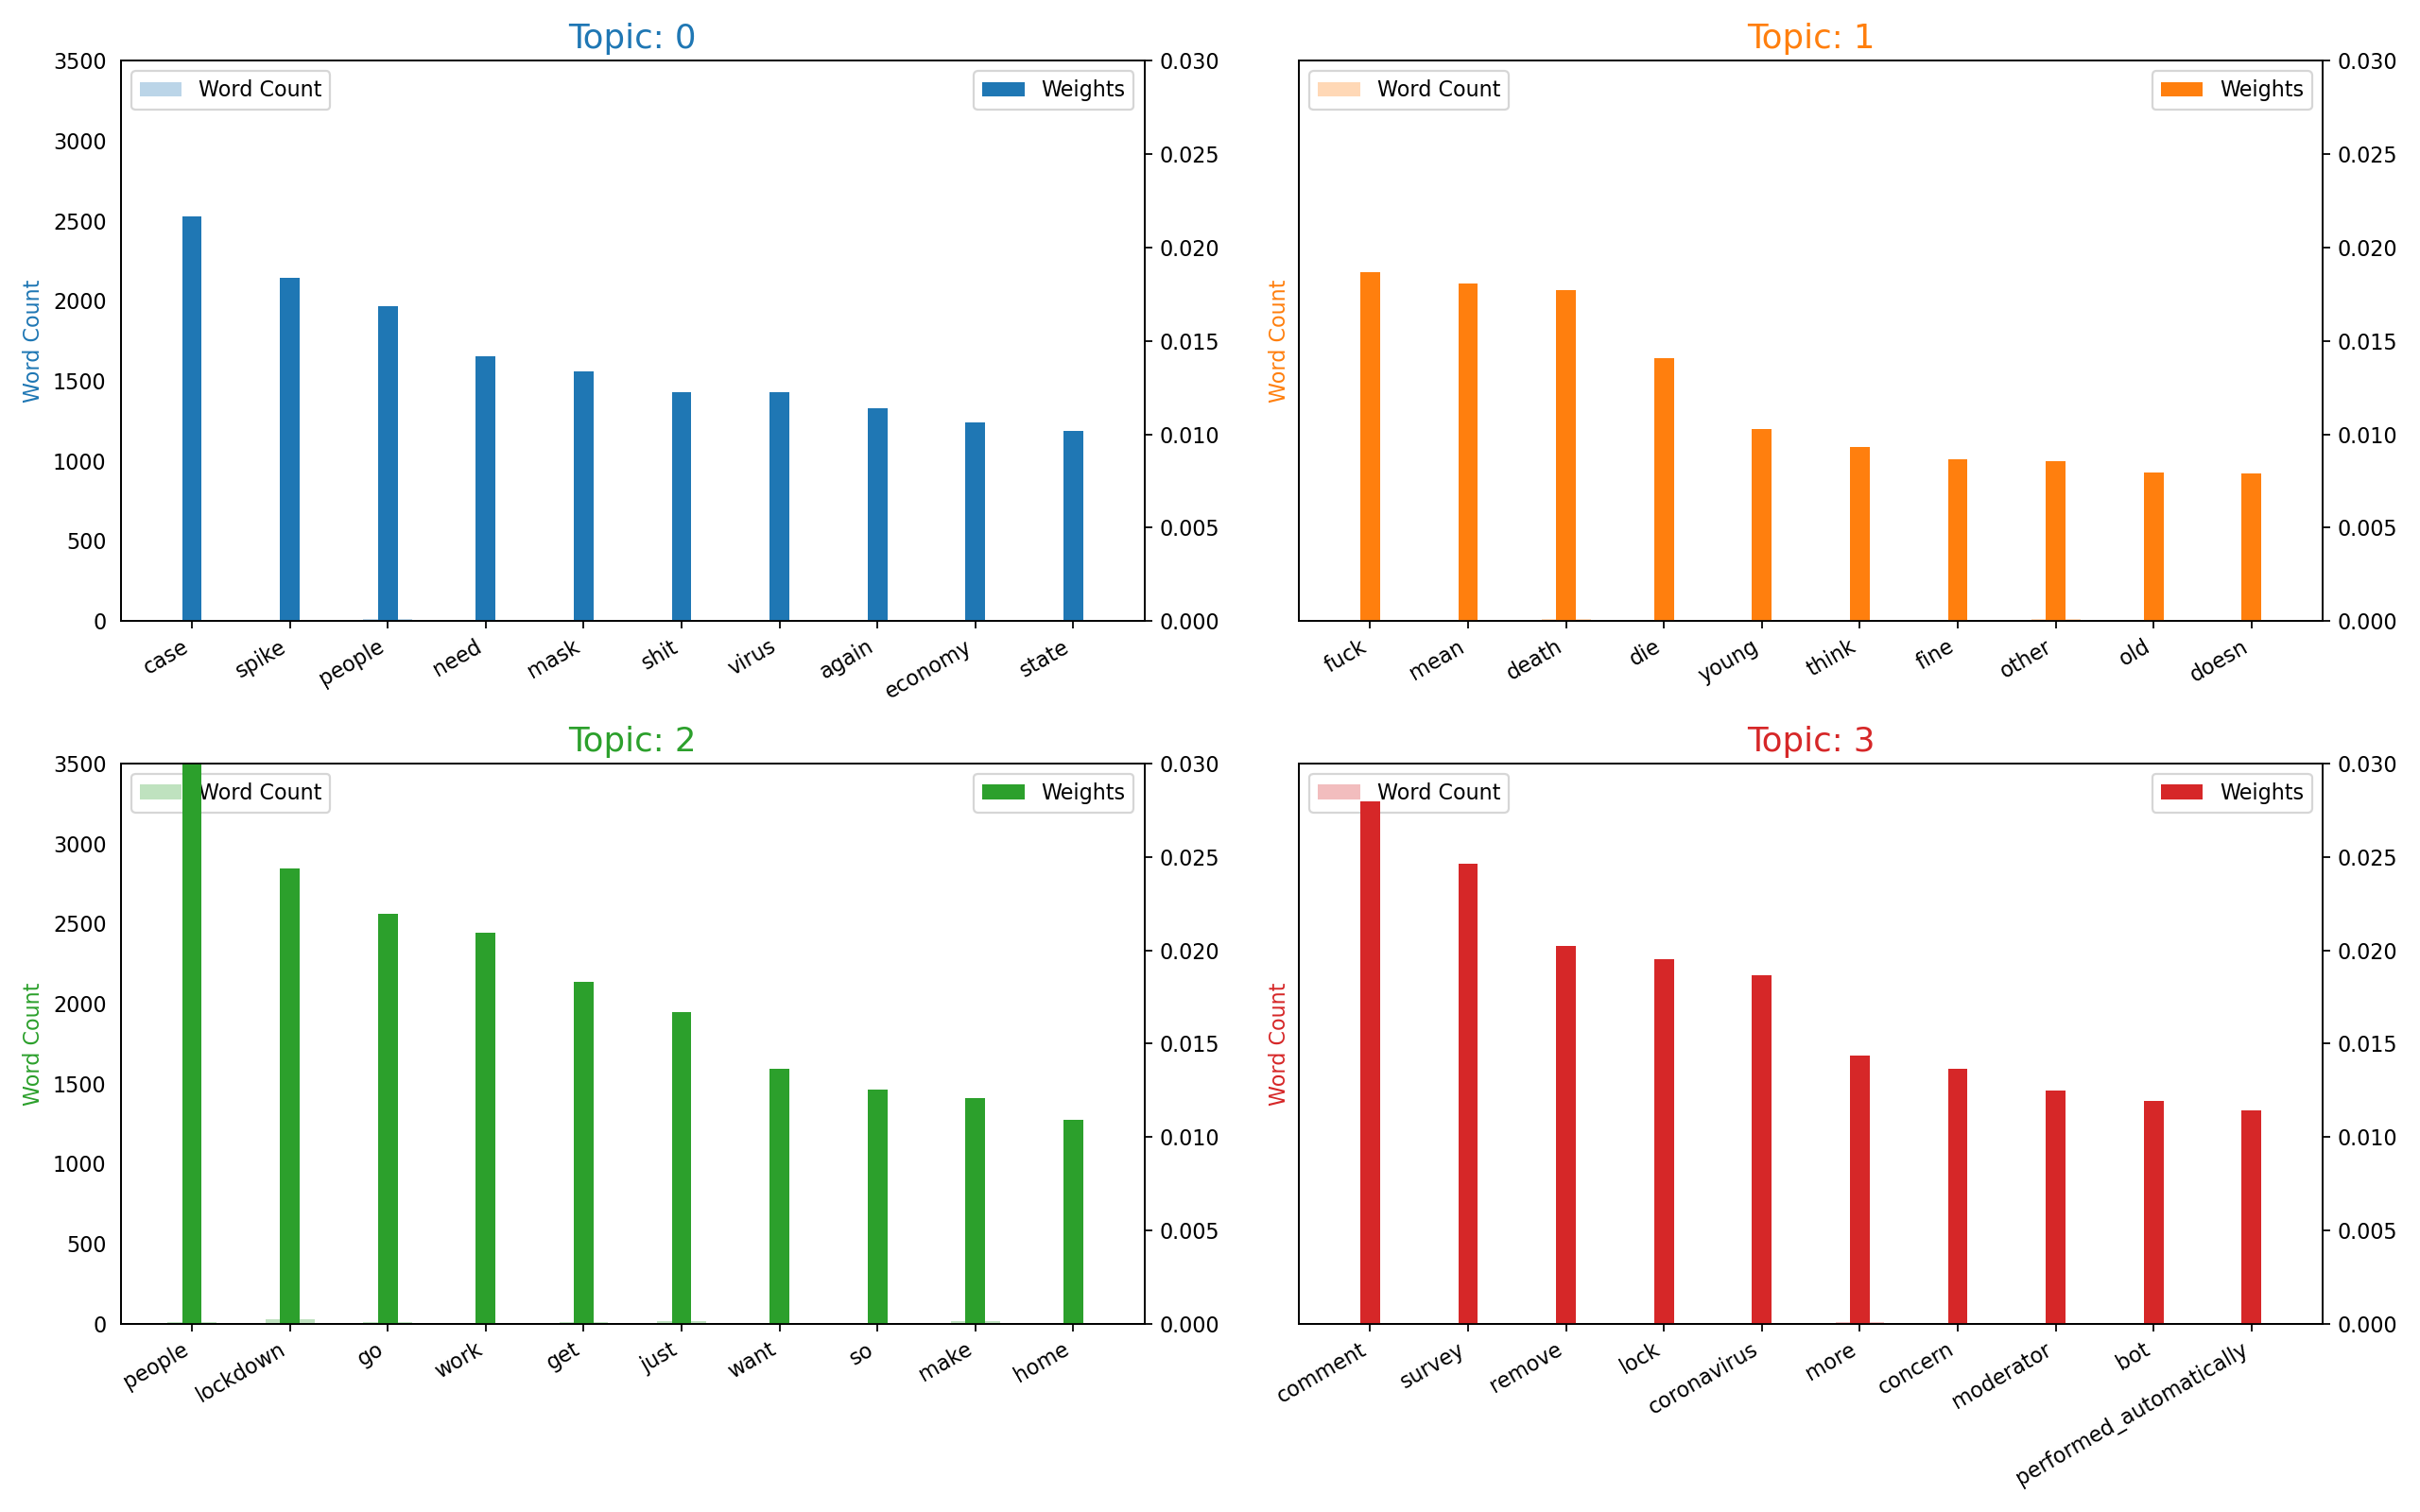 Topic: 0
Word Count
Weights
3500
3000
2500
2000
1500
1000
500
0
Word Count
0.030
0.025
0.020
0.015
0.010
0.005
0.000
case
spike
people
need
mask
shit
virus
again
economy
state
Topic: 1
Word Count
Weights
Word Count
0.030
0.025
0.020
0.015
0.010
0.005
0.000
fuck
mean
death
die
young
think
fine
other
old
doesn
Topic: 2
Word Count
Weights
3500
3000
2500
2000
1500
1000
500
0
Word Count
0.030
0.025
0.020
0.015
0.010
0.005
0.000
people
lockdown
go
work
get
just
want
so
make
home
Topic: 3
Word Count
Weights
Word Count
0.030
0.025
0.020
0.015
0.010
0.005
0.000
comment
survey
remove
lock
coronavirus
more
concern
moderator
bot
performed_automatically